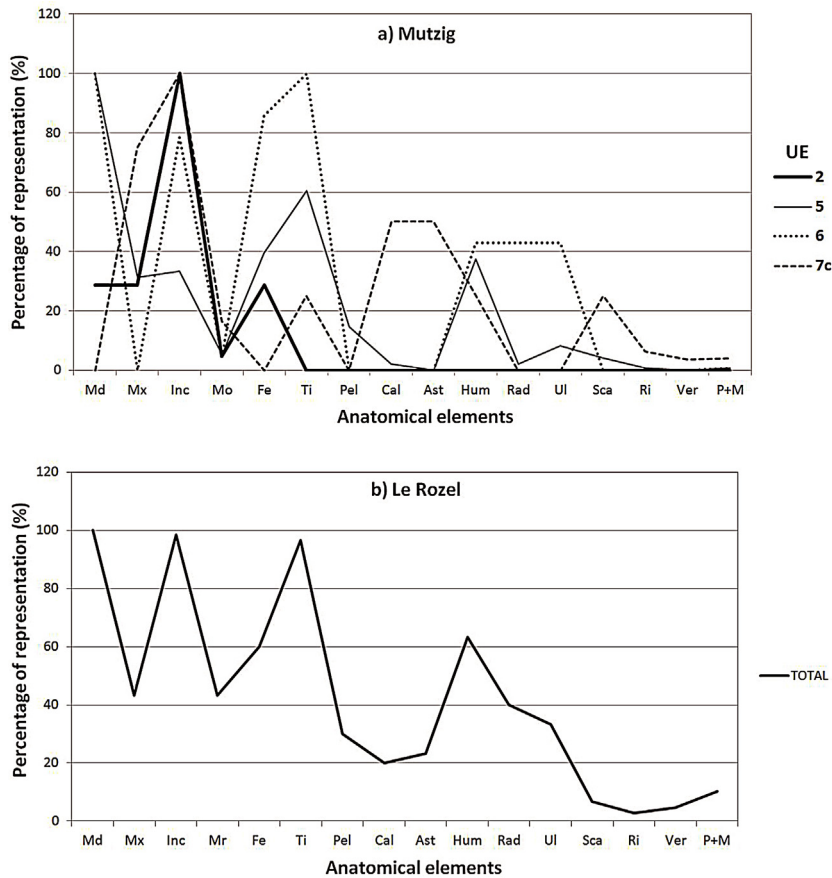 a) Mutzig
Percentage of representation (%)
120
100
80
60
40
20
0
Md Mx Inc Mo Fe Ti Pel Cal Ast Hum Rad Ul Sca Ri Ver P+M
Anatomical elements
UE
2
5
6
7c
b) Le Rozel
Percentage of representation (%)
120
100
80
60
40
20
0
Md Mx Inc Mr Fe Ti Pel Cal Ast Hum Rad Ul Sca Ri Ver P+M
Anatomical elements
TOTAL